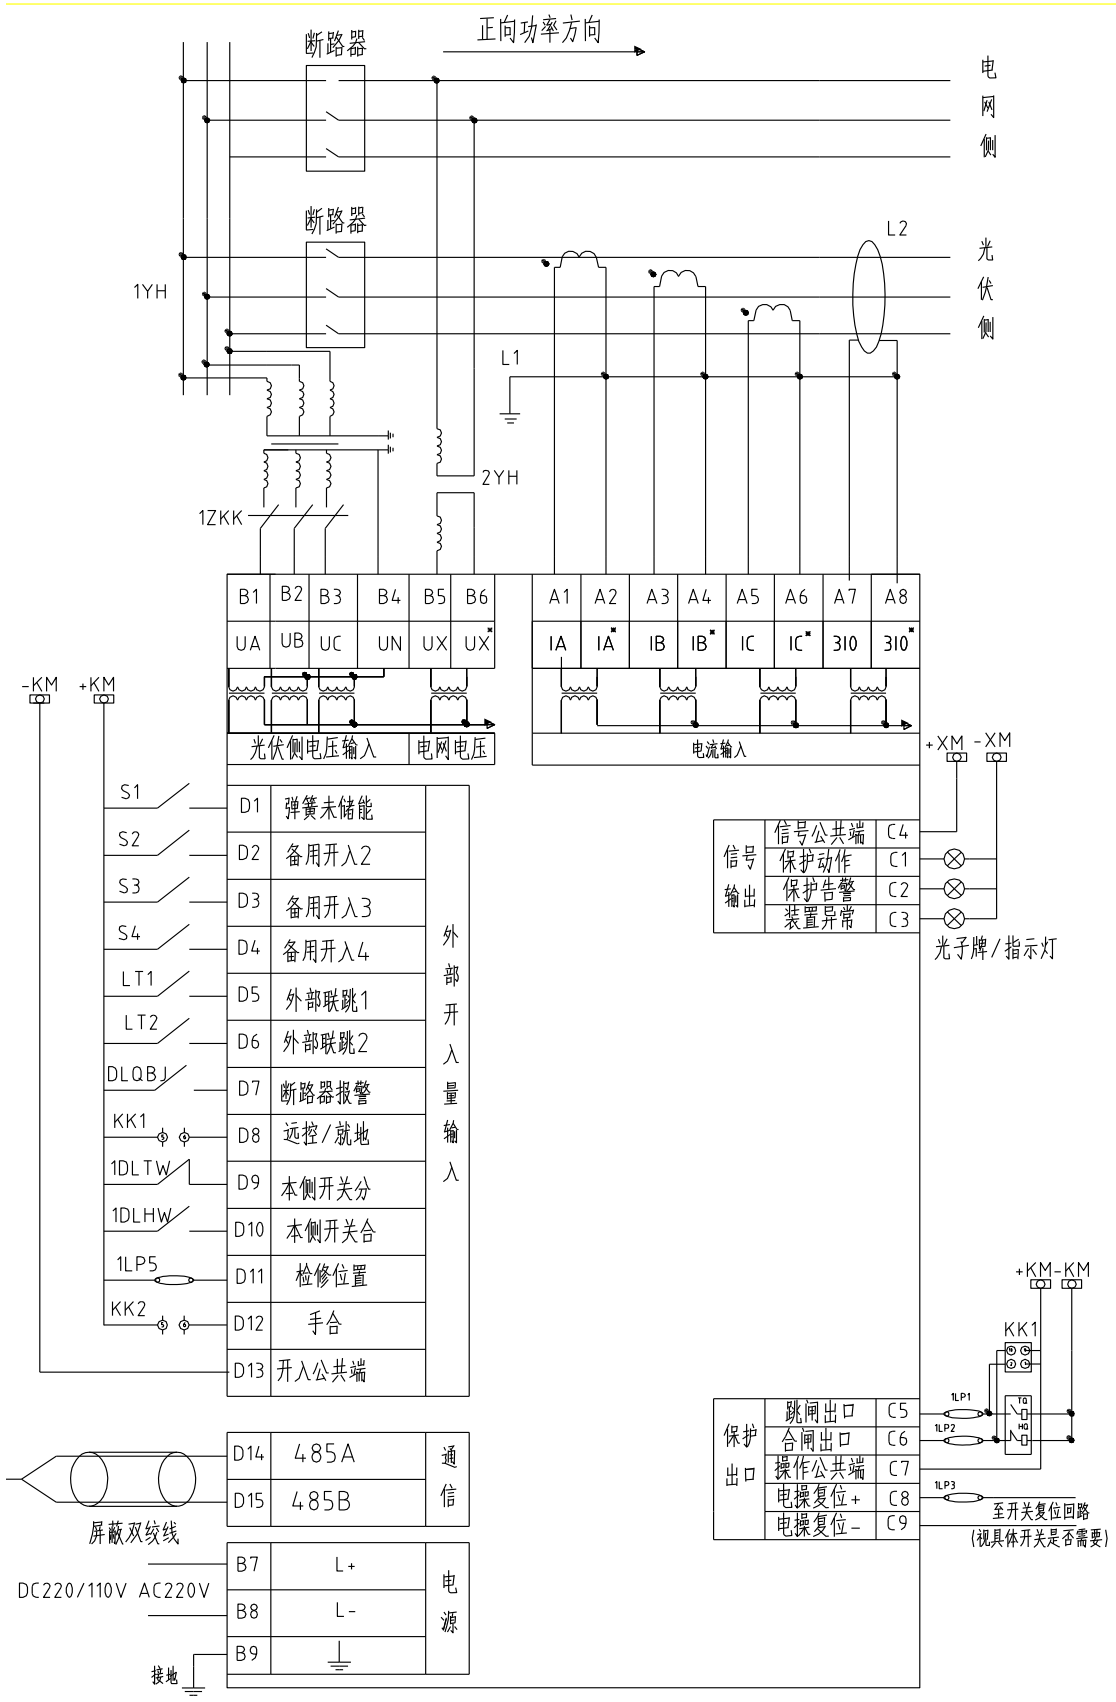 正向功率方向
断路器
电网侧
断路器
L2
光伏侧
1YH
L1
2YH
1ZKK
B1 B2 B3 B4 B5 B6 A1 A2 A3 A4 A5 A6 A7 A8
UA UB UC UN UX UX* IA IA* IB IB* IC IC* 3I0 3I0*
-KM +KM
光伏侧电压输入 电网电压 电流输入
+XM -XM
S1 D1 弹簧未储能
S2 D2 备用开入2
S3 D3 备用开入3
S4 D4 备用开入4
LT1 D5 外部联跳1
LT2 D6 外部联跳2
DLQBJ D7 断路器报警
KK1 5 6 D8 远控/就地
1DLTW D9 本侧开关分
1DLHW D10 本侧开关合
1LP5 D11 检修位置
KK2 5 6 D12 手合
D13 开入公共端
外部开入量输入
信号输出
信号公共端 C4
保护动作 C1
保护告警 C2
装置异常 C3
光子牌/指示灯
+KM-KM
KK1
保护出口
跳闸出口 C5 1LP1 TQ
合闸出口 C6 1LP2 HQ
操作公共端 C7
电操复位+ C8 1LP3
电操复位- C9
至开关复位回路
(视具体开关是否需要)
D14 485A
D15 485B
通信
屏蔽双绞线
B7 L+
DC220/110V AC220V
B8 L-
B9
电源
接地